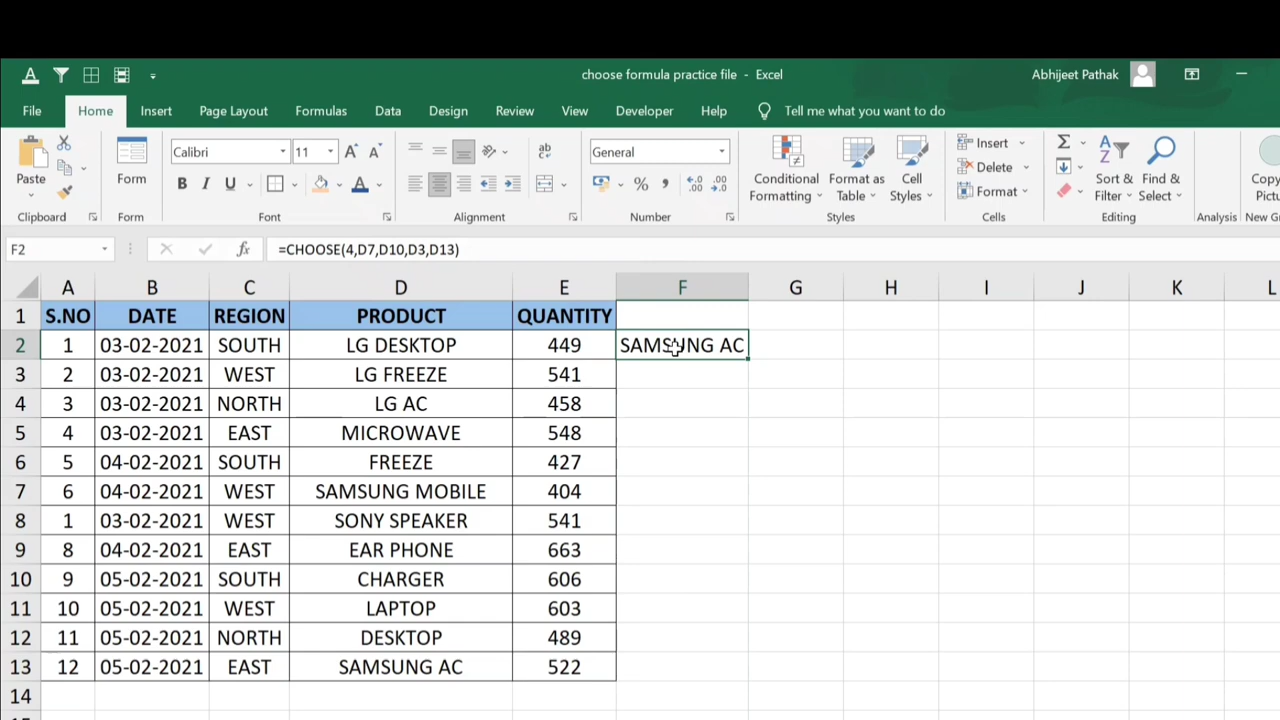 choose formula practice file - Excel
Abhijeet Pathak
File Home Insert Page Layout Formulas Data Design Review View Developer Help Tell me what you want to do
Paste
Clipboard
Form
Form
Calibri 11
B I U
Font
ab
Alignment
General
% , .00
Number
Conditional Formatting
Format as Table
Cell Styles
Styles
Insert
Delete
Format
Cells
Sort & Filter
Find & Select
Editing
Analysis
F2 fx =CHOOSE(4,D7,D10,D3,D13)
A B C D E F G H I J K L
1 S.NO DATE REGION PRODUCT QUANTITY
2 1 03-02-2021 SOUTH LG DESKTOP 449 SAMSUNG AC
3 2 03-02-2021 WEST LG FREEZE 541
4 3 03-02-2021 NORTH LG AC 458
5 4 03-02-2021 EAST MICROWAVE 548
6 5 04-02-2021 SOUTH FREEZE 427
7 6 04-02-2021 WEST SAMSUNG MOBILE 404
8 1 03-02-2021 WEST SONY SPEAKER 541
9 8 04-02-2021 EAST EAR PHONE 663
10 9 05-02-2021 SOUTH CHARGER 606
11 10 05-02-2021 WEST LAPTOP 603
12 11 05-02-2021 NORTH DESKTOP 489
13 12 05-02-2021 EAST SAMSUNG AC 522
14